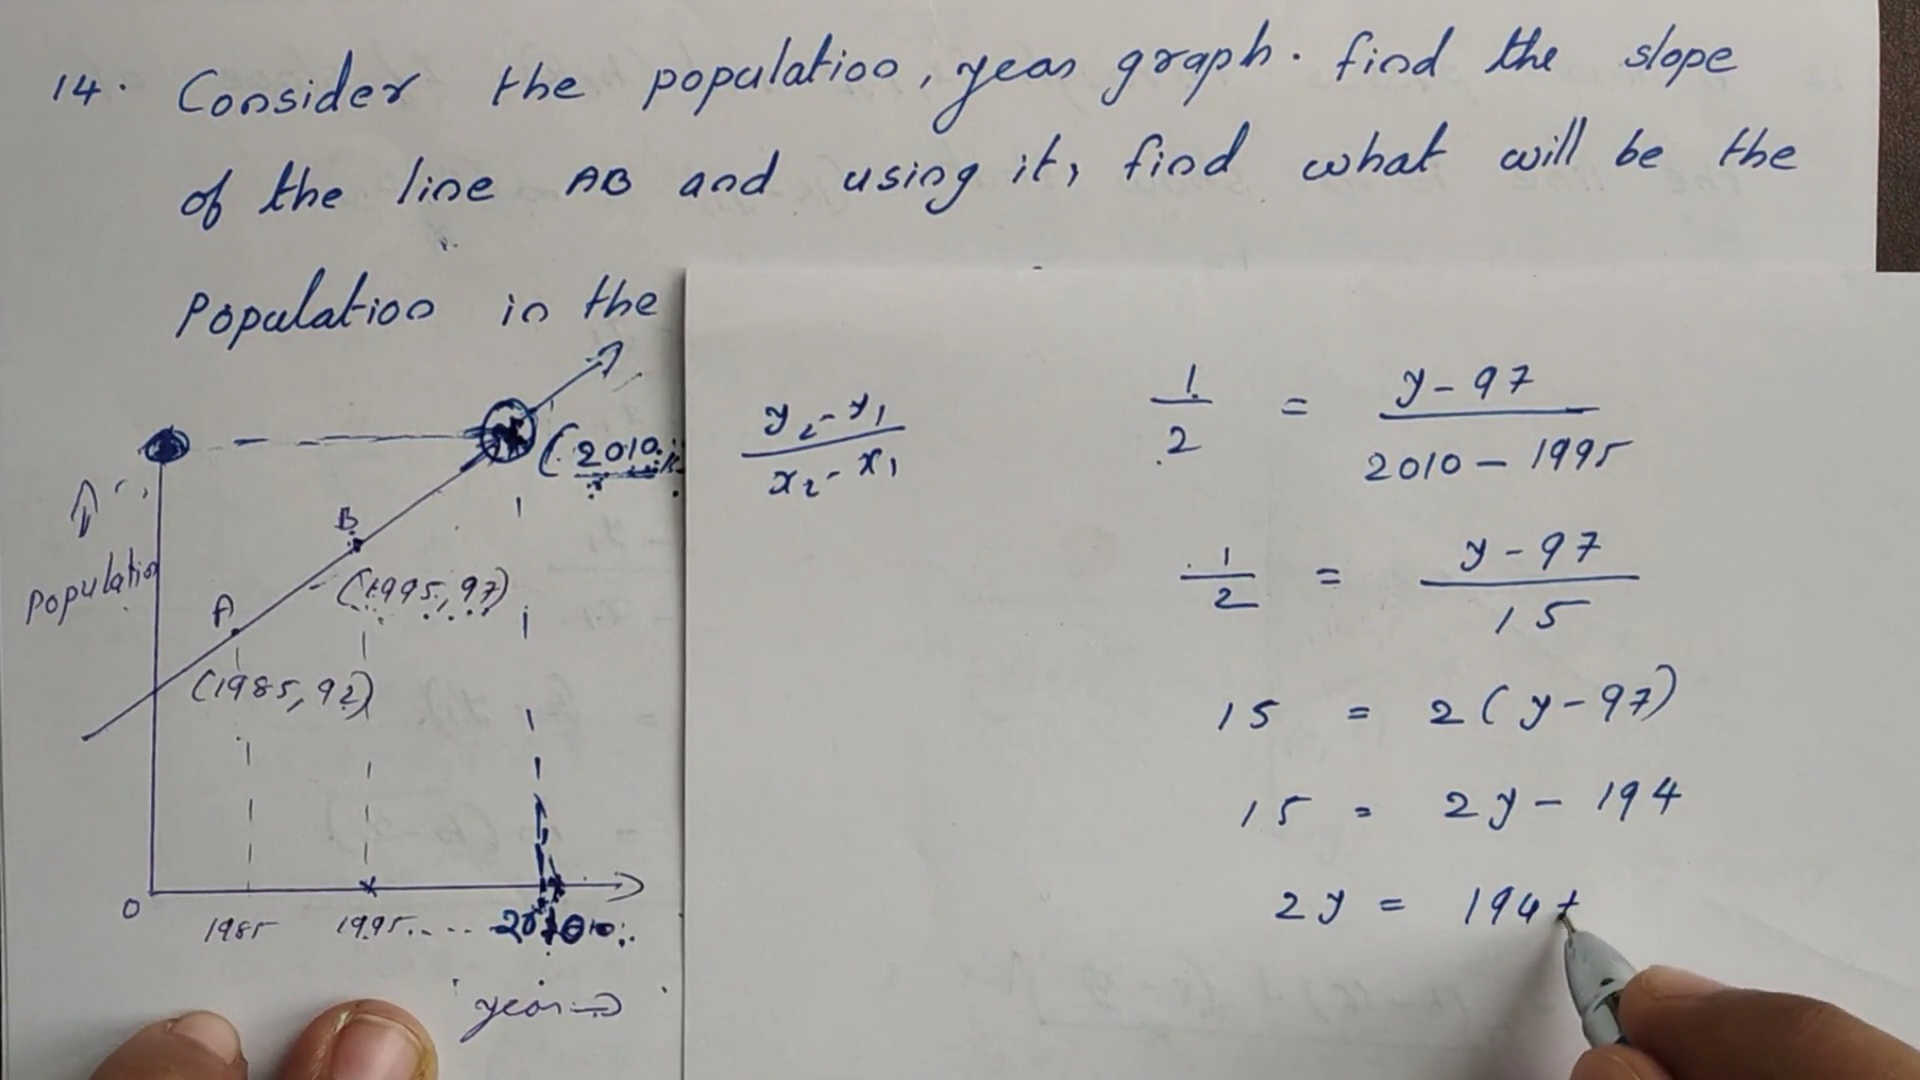 14. Consider the population, year graph. find the slope
of the line AB and using it, find what will be the
Population in the
(2010,
B
(1995, 97)
A
(1985, 92)
Population
O
1985 1995....
year →
y₂ - y₁
x₂ - x₁
1/2 = y - 97 / 2010 - 1995
1/2 = y - 97 / 15
15 = 2(y - 97)
15 = 2y - 194
2y = 194 +